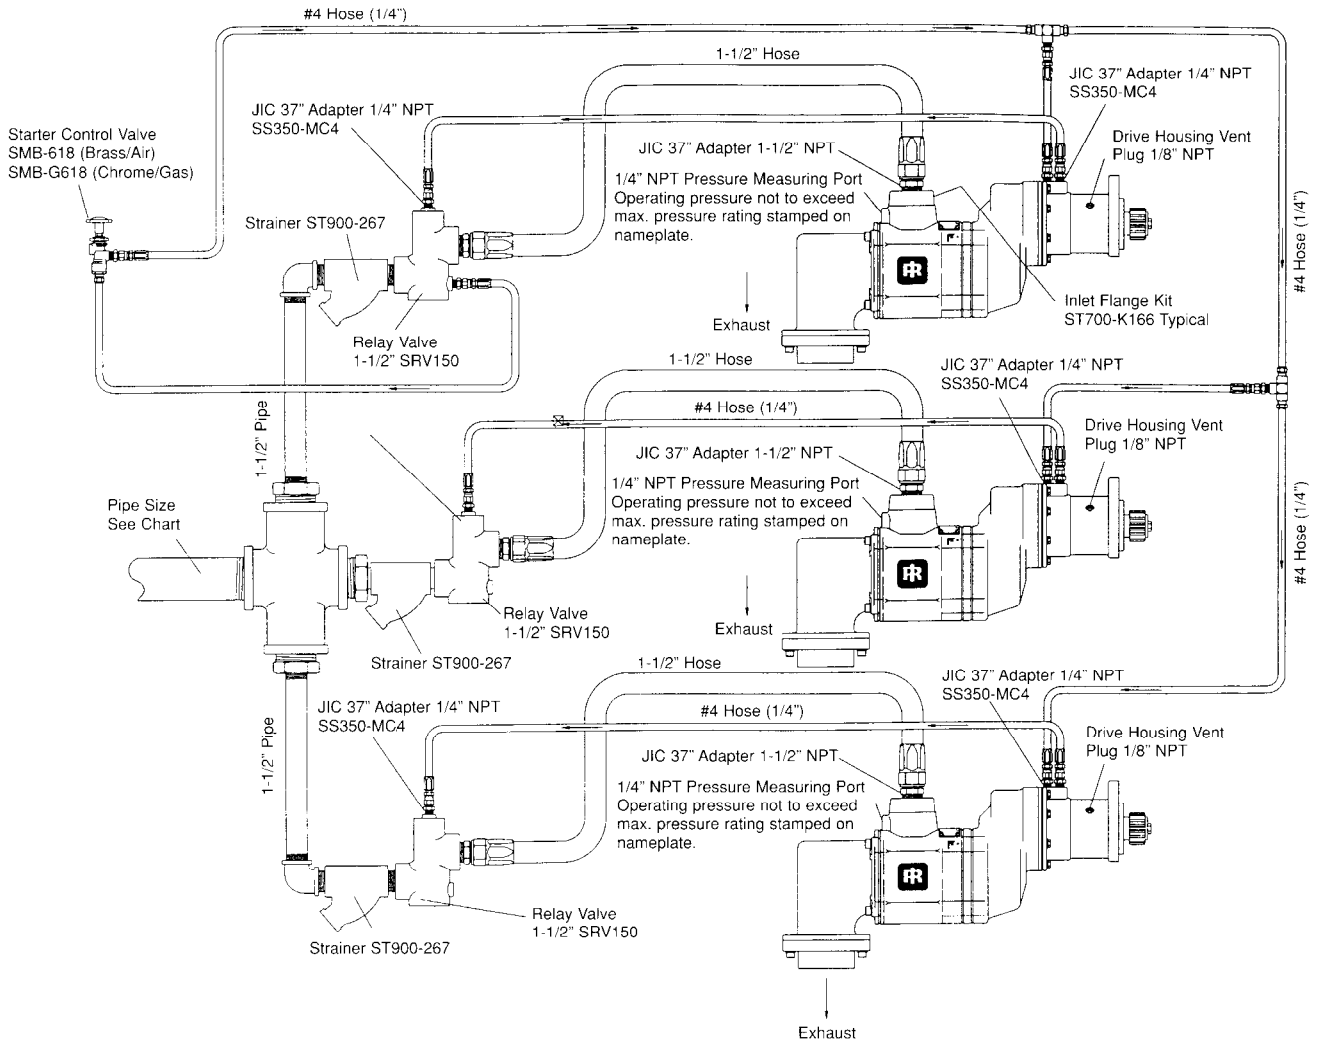 #4 Hose (1/4")
1-1/2" Hose
JIC 37" Adapter 1/4" NPT
SS350-MC4
JIC 37" Adapter 1/4" NPT
SS350-MC4
Starter Control Valve
SMB-618 (Brass/Air)
SMB-G618 (Chrome/Gas)
Drive Housing Vent
Plug 1/8" NPT
JIC 37" Adapter 1-1/2" NPT
1/4" NPT Pressure Measuring Port
Operating pressure not to exceed
max. pressure rating stamped on
nameplate.
Strainer ST900-267
#4 Hose (1/4")
IR
Exhaust
Inlet Flange Kit
ST700-K166 Typical
Relay Valve
1-1/2" SRV150
1-1/2" Hose
JIC 37" Adapter 1/4" NPT
SS350-MC4
#4 Hose (1/4")
1-1/2" Pipe
Drive Housing Vent
Plug 1/8" NPT
JIC 37" Adapter 1-1/2" NPT
1/4" NPT Pressure Measuring Port
Operating pressure not to exceed
max. pressure rating stamped on
nameplate.
#4 Hose (1/4")
Pipe Size
See Chart
IR
Relay Valve
1-1/2" SRV150
Exhaust
Strainer ST900-267
1-1/2" Hose
JIC 37" Adapter 1/4" NPT
SS350-MC4
JIC 37" Adapter 1/4" NPT
SS350-MC4
#4 Hose (1/4")
1-1/2" Pipe
Drive Housing Vent
Plug 1/8" NPT
JIC 37" Adapter 1-1/2" NPT
1/4" NPT Pressure Measuring Port
Operating pressure not to exceed
max. pressure rating stamped on
nameplate.
IR
Relay Valve
1-1/2" SRV150
Strainer ST900-267
Exhaust